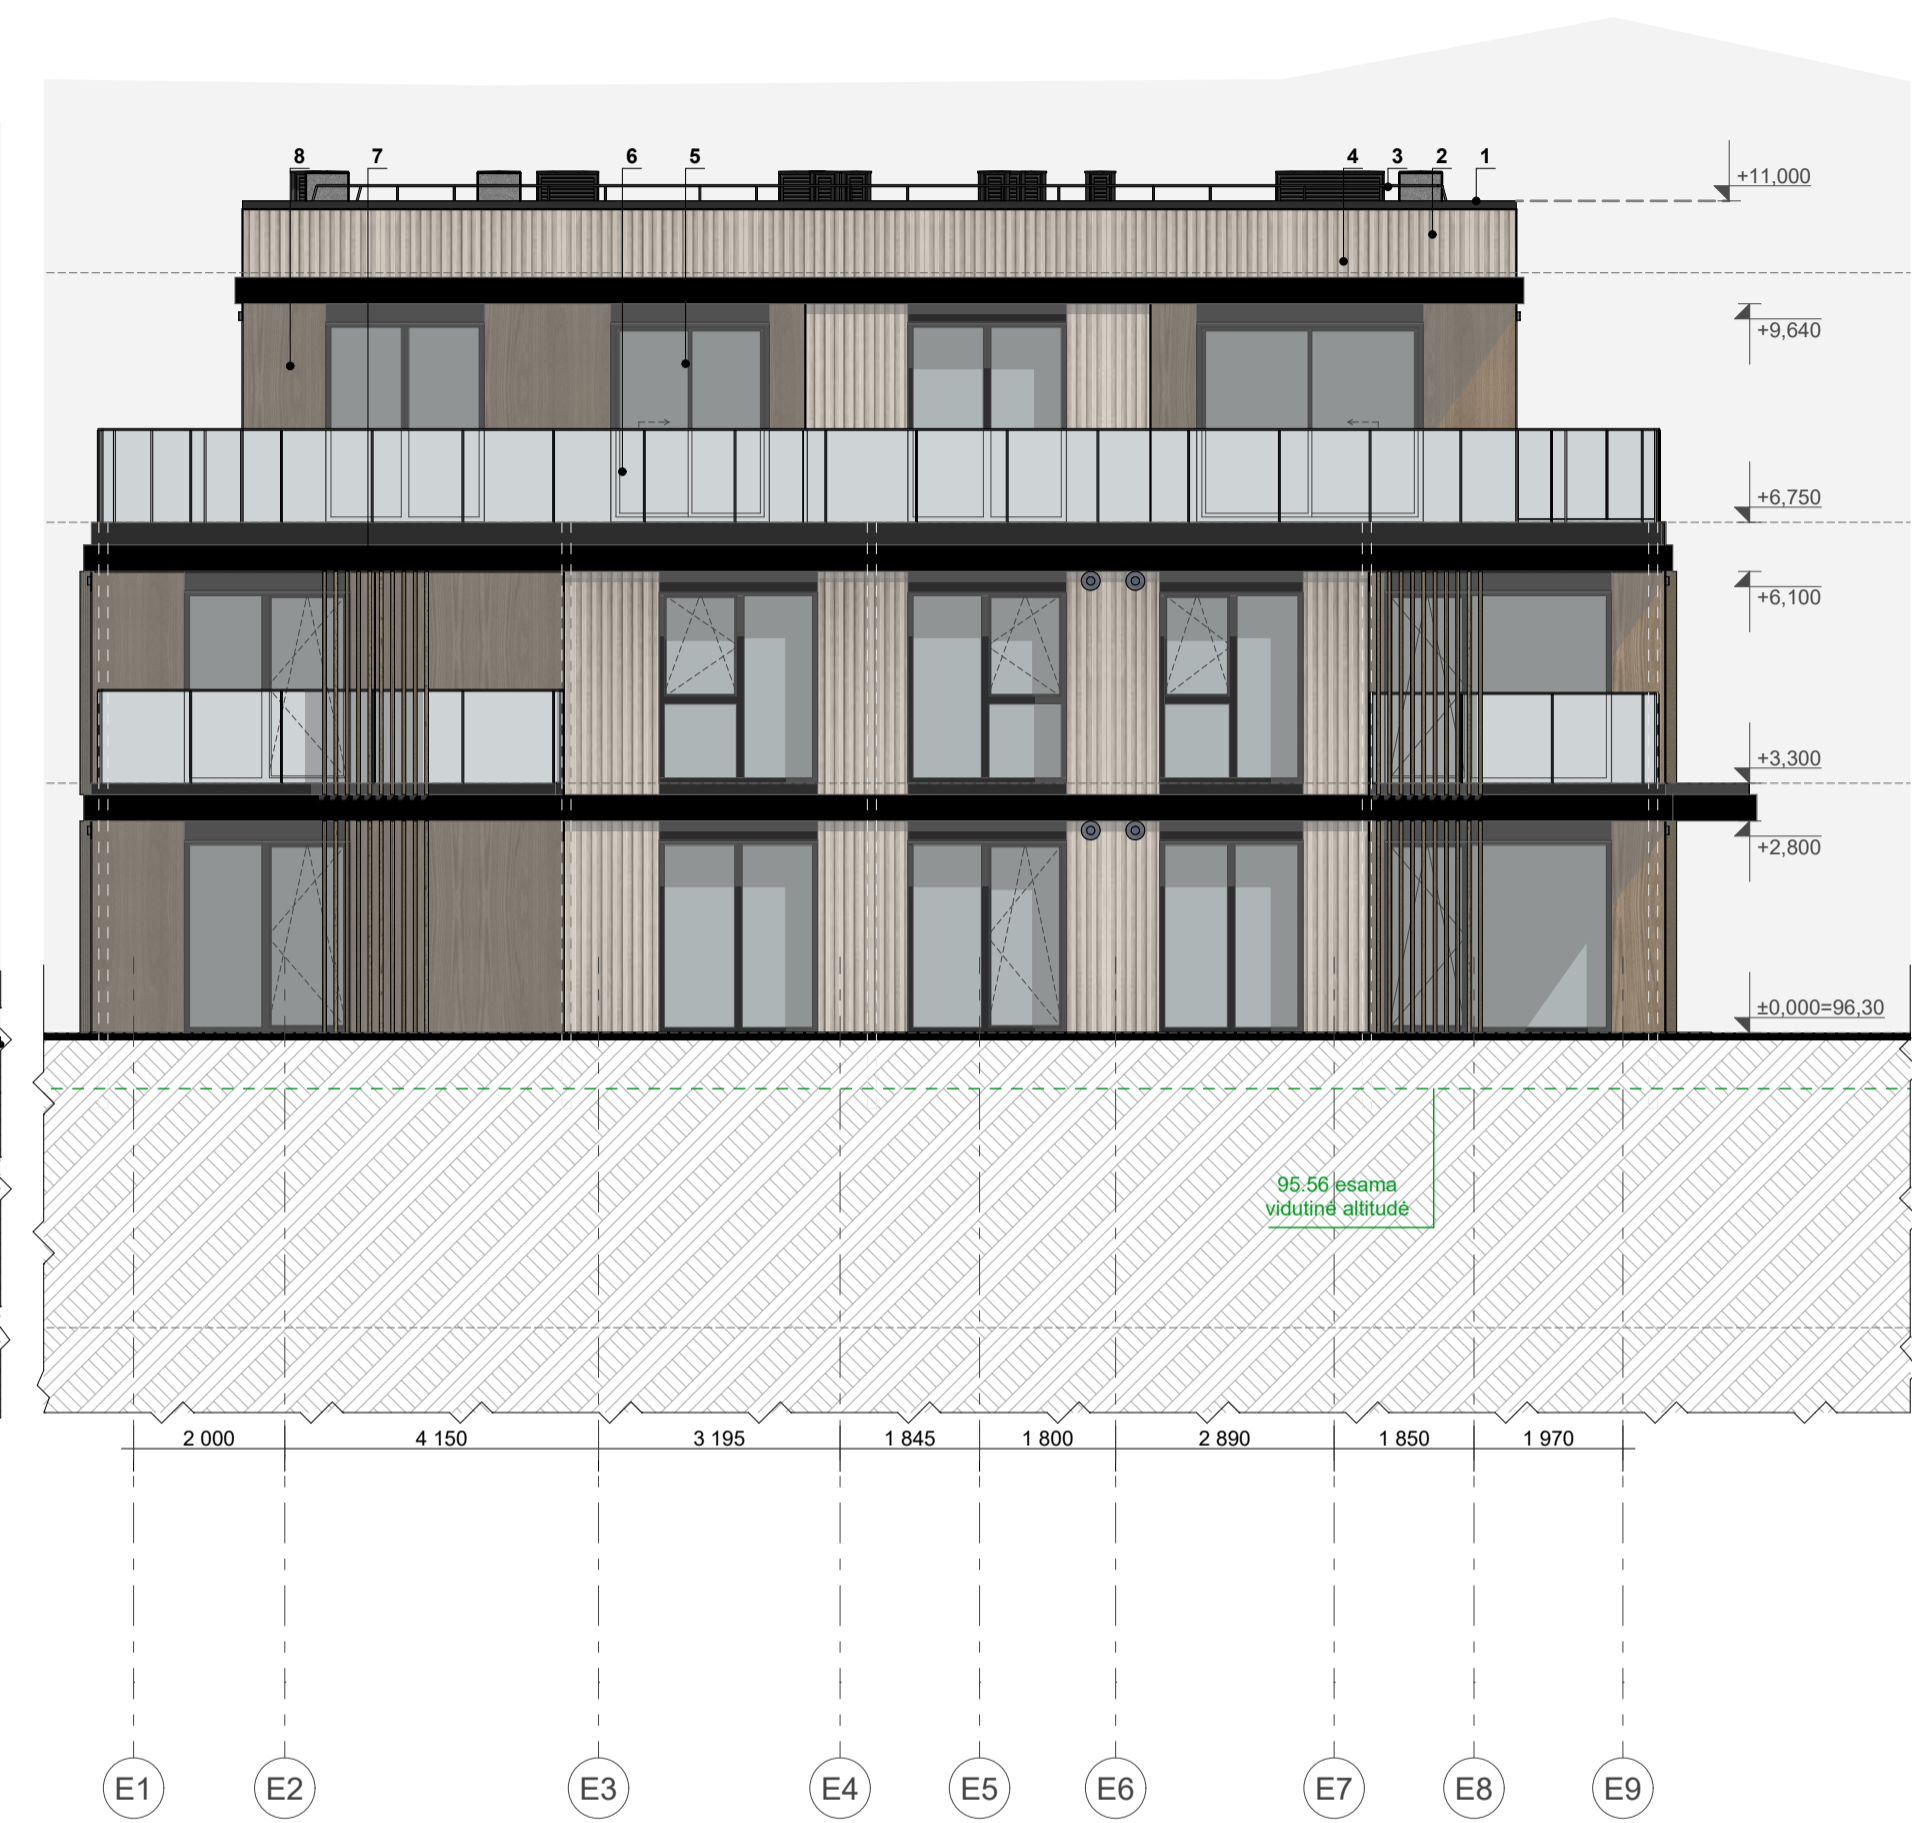 8 7 6 5 4 3 2 1
+11,000
+9,640
+6,750
+6,100
+3,300
+2,800
±0,000=96,30
95.56 esama
vidutinė altitudė
2 000 4 150 3 195 1 845 1 800 2 890 1 850 1 970
E1 E2 E3 E4 E5 E6 E7 E8 E9